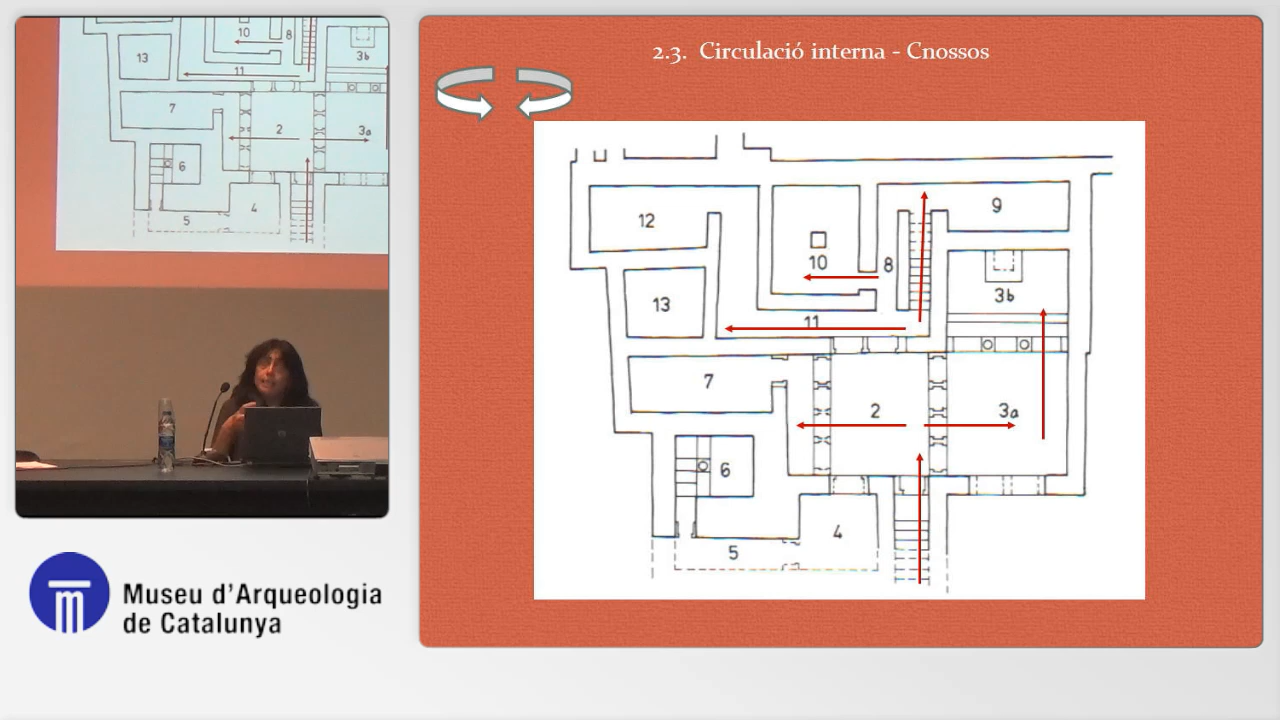 13
10
8
3b
11
7
2
3a
6
5
4
Museu d'Arqueologia
de Catalunya
2.3. Circulació interna - Cnossos
12
10
8
9
13
11
3b
7
2
3a
6
5
4